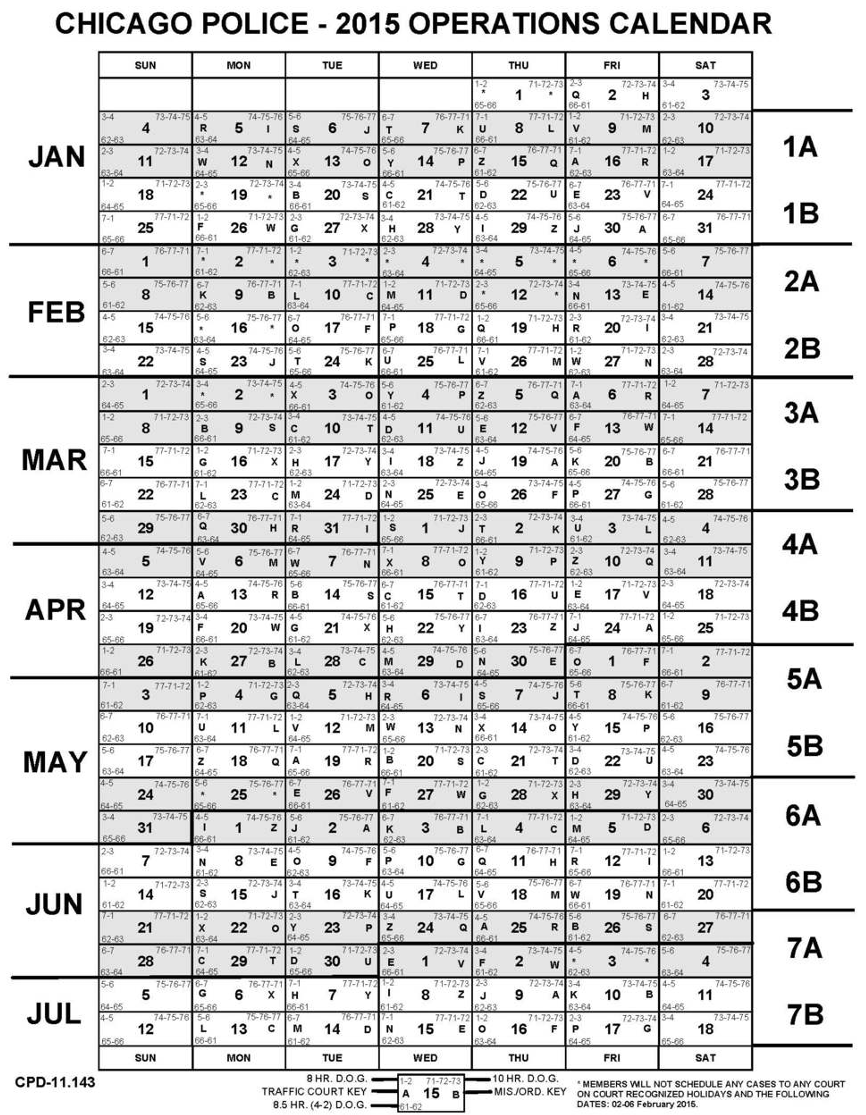 CHICAGO POLICE - 2015 OPERATIONS CALENDAR
SUN MON TUE WED THU FRI SAT
1-2 71-72-73 2-3 72-73-74 3-4 73-74-75
* 1 * Q 2 H 3
65-66 66-61 61-62
JAN
3-4 73-74-75 4-5 74-75-76 5-6 75-76-77 6-7 76-77-71 7-1 77-71-72 1-2 71-72-73 2-3 72-73-74
4 R 5 I S 6 J T 7 K U 8 L V 9 M 10
62-63 63-64 64-65 65-66 66-61 61-62 62-63
1A
2-3 72-73-74 3-4 73-74-75 4-5 74-75-76 5-6 75-76-77 6-7 76-77-71 7-1 77-71-72 1-2 71-72-73
11 W 12 N X 13 O Y 14 P Z 15 Q A 16 R 17
63-64 64-65 65-66 66-61 61-62 62-63 63-64
1-2 71-72-73 2-3 72-73-74 3-4 73-74-75 4-5 74-75-76 5-6 75-76-77 6-7 76-77-71 7-1 77-71-72
18 * 19 * B 20 S C 21 T D 22 U E 23 V 24
64-65 65-66 66-61 61-62 62-63 63-64 64-65
1B
7-1 77-71-72 1-2 71-72-73 2-3 72-73-74 3-4 73-74-75 4-5 74-75-76 5-6 75-76-77 6-7 76-77-71
25 F 26 W G 27 X H 28 Y I 29 Z J 30 A 31
65-66 66-61 61-62 62-63 63-64 64-65 65-66
FEB
6-7 76-77-71 7-1 77-71-72 1-2 71-72-73 2-3 72-73-74 3-4 73-74-75 4-5 74-75-76 5-6 75-76-77
1 * 2 * * 3 * * 4 * * 5 * * 6 * 7
66-61 61-62 62-63 63-64 64-65 65-66 66-61
2A
5-6 75-76-77 6-7 76-77-71 7-1 77-71-72 1-2 71-72-73 2-3 72-73-74 3-4 73-74-75 4-5 74-75-76
8 K 9 B L 10 C M 11 D * 12 * N 13 E 14
61-62 62-63 63-64 64-65 65-66 66-61 61-62
4-5 74-75-76 5-6 75-76-77 6-7 76-77-71 7-1 77-71-72 1-2 71-72-73 2-3 72-73-74 3-4 73-74-75
15 * 16 * O 17 F P 18 G Q 19 H R 20 I 21
62-63 63-64 64-65 65-66 66-61 61-62 62-63
2B
3-4 73-74-75 4-5 74-75-76 5-6 75-76-77 6-7 76-77-71 7-1 77-71-72 1-2 71-72-73 2-3 72-73-74
22 S 23 J T 24 K U 25 L V 26 M W 27 N 28
63-64 64-65 65-66 66-61 61-62 62-63 63-64
MAR
2-3 72-73-74 3-4 73-74-75 4-5 74-75-76 5-6 75-76-77 6-7 76-77-71 7-1 77-71-72 1-2 71-72-73
1 * 2 * X 3 O Y 4 P Z 5 Q A 6 R 7
64-65 65-66 66-61 61-62 62-63 63-64 64-65
3A
1-2 71-72-73 2-3 72-73-74 3-4 73-74-75 4-5 74-75-76 5-6 75-76-77 6-7 76-77-71 7-1 77-71-72
8 B 9 S C 10 T D 11 U E 12 V F 13 W 14
65-66 66-61 61-62 62-63 63-64 64-65 65-66
7-1 77-71-72 1-2 71-72-73 2-3 72-73-74 3-4 73-74-75 4-5 74-75-76 5-6 75-76-77 6-7 76-77-71
15 G 16 X H 17 Y I 18 Z J 19 A K 20 B 21
66-61 61-62 62-63 63-64 64-65 65-66 66-61
3B
6-7 76-77-71 7-1 77-71-72 1-2 71-72-73 2-3 72-73-74 3-4 73-74-75 4-5 74-75-76 5-6 75-76-77
22 L 23 C M 24 D N 25 E O 26 F P 27 G 28
61-62 62-63 63-64 64-65 65-66 66-61 61-62
5-6 75-76-77 6-7 76-77-71 7-1 77-71-72 1-2 71-72-73 2-3 72-73-74 3-4 73-74-75 4-5 74-75-76
29 Q 30 H R 31 I S 1 J T 2 K U 3 L 4
62-63 63-64 64-65 65-66 66-61 61-62 62-63
4A
APR
4-5 74-75-76 5-6 75-76-77 6-7 76-77-71 7-1 77-71-72 1-2 71-72-73 2-3 72-73-74 3-4 73-74-75
5 V 6 M W 7 N X 8 O Y 9 P Z 10 Q 11
63-64 64-65 65-66 66-61 61-62 62-63 63-64
3-4 73-74-75 4-5 74-75-76 5-6 75-76-77 6-7 76-77-71 7-1 77-71-72 1-2 71-72-73 2-3 72-73-74
12 A 13 R B 14 S C 15 T D 16 U E 17 V 18
64-65 65-66 66-61 61-62 62-63 63-64 64-65
4B
2-3 72-73-74 3-4 73-74-75 4-5 74-75-76 5-6 75-76-77 6-7 76-77-71 7-1 77-71-72 1-2 71-72-73
19 F 20 W G 21 X H 22 Y I 23 Z J 24 A 25
65-66 66-61 61-62 62-63 63-64 64-65 65-66
1-2 71-72-73 2-3 72-73-74 3-4 73-74-75 4-5 74-75-76 5-6 75-76-77 6-7 76-77-71 7-1 77-71-72
26 K 27 B L 28 C M 29 D N 30 E O 1 F 2
66-61 61-62 62-63 63-64 64-65 65-66 66-61
5A
MAY
7-1 77-71-72 1-2 71-72-73 2-3 72-73-74 3-4 73-74-75 4-5 74-75-76 5-6 75-76-77 6-7 76-77-71
3 P 4 G Q 5 H R 6 I S 7 J T 8 K 9
61-62 62-63 63-64 64-65 65-66 66-61 61-62
6-7 76-77-71 7-1 77-71-72 1-2 71-72-73 2-3 72-73-74 3-4 73-74-75 4-5 74-75-76 5-6 75-76-77
10 U 11 L V 12 M W 13 N X 14 O Y 15 P 16
62-63 63-64 64-65 65-66 66-61 61-62 62-63
5B
5-6 75-76-77 6-7 76-77-71 7-1 77-71-72 1-2 71-72-73 2-3 72-73-74 3-4 73-74-75 4-5 74-75-76
17 Z 18 Q A 19 R B 20 S C 21 T D 22 U 23
63-64 64-65 65-66 66-61 61-62 62-63 63-64
4-5 74-75-76 5-6 75-76-77 6-7 76-77-71 7-1 77-71-72 1-2 71-72-73 2-3 72-73-74 3-4 73-74-75
24 * 25 * E 26 V F 27 W G 28 X H 29 Y 30
64-65 65-66 66-61 61-62 62-63 63-64 64-65
6A
3-4 73-74-75 4-5 74-75-76 5-6 75-76-77 6-7 76-77-71 7-1 77-71-72 1-2 71-72-73 2-3 72-73-74
31 I 1 Z J 2 A K 3 B L 4 C M 5 D 6
65-66 66-61 61-62 62-63 63-64 64-65 65-66
JUN
2-3 72-73-74 3-4 73-74-75 4-5 74-75-76 5-6 75-76-77 6-7 76-77-71 7-1 77-71-72 1-2 71-72-73
7 N 8 E O 9 F P 10 G Q 11 H R 12 I 13
66-61 61-62 62-63 63-64 64-65 65-66 66-61
6B
1-2 71-72-73 2-3 72-73-74 3-4 73-74-75 4-5 74-75-76 5-6 75-76-77 6-7 76-77-71 7-1 77-71-72
14 S 15 J T 16 K U 17 L V 18 M W 19 N 20
61-62 62-63 63-64 64-65 65-66 66-61 61-62
7-1 77-71-72 1-2 71-72-73 2-3 72-73-74 3-4 73-74-75 4-5 74-75-76 5-6 75-76-77 6-7 76-77-71
21 X 22 O Y 23 P Z 24 Q A 25 R B 26 S 27
62-63 63-64 64-65 65-66 66-61 61-62 62-63
7A
6-7 76-77-71 7-1 77-71-72 1-2 71-72-73 2-3 72-73-74 3-4 73-74-75 4-5 74-75-76 5-6 75-76-77
28 C 29 T D 30 U E 1 V F 2 W * 3 * 4
63-64 64-65 65-66 66-61 61-62 62-63 63-64
JUL
5-6 75-76-77 6-7 76-77-71 7-1 77-71-72 1-2 71-72-73 2-3 72-73-74 3-4 73-74-75 4-5 74-75-76
5 G 6 X H 7 Y I 8 Z J 9 A K 10 B 11
64-65 65-66 66-61 61-62 62-63 63-64 64-65
7B
4-5 74-75-76 5-6 75-76-77 6-7 76-77-71 7-1 77-71-72 1-2 71-72-73 2-3 72-73-74 3-4 73-74-75
12 L 13 C M 14 D N 15 E O 16 F P 17 G 18
65-66 66-61 61-62 62-63 63-64 64-65 65-66
SUN MON TUE WED THU FRI SAT
CPD-11.143
8 HR. D.O.G. 1-2 71-72-73 10 HR. D.O.G.
TRAFFIC COURT KEY A 15 B MIS./ORD. KEY
8.5 HR. (4-2) D.O.G. 61-62
* MEMBERS WILL NOT SCHEDULE ANY CASES TO ANY COURT
ON COURT RECOGNIZED HOLIDAYS AND THE FOLLOWING
DATES: 02-06 February 2015.